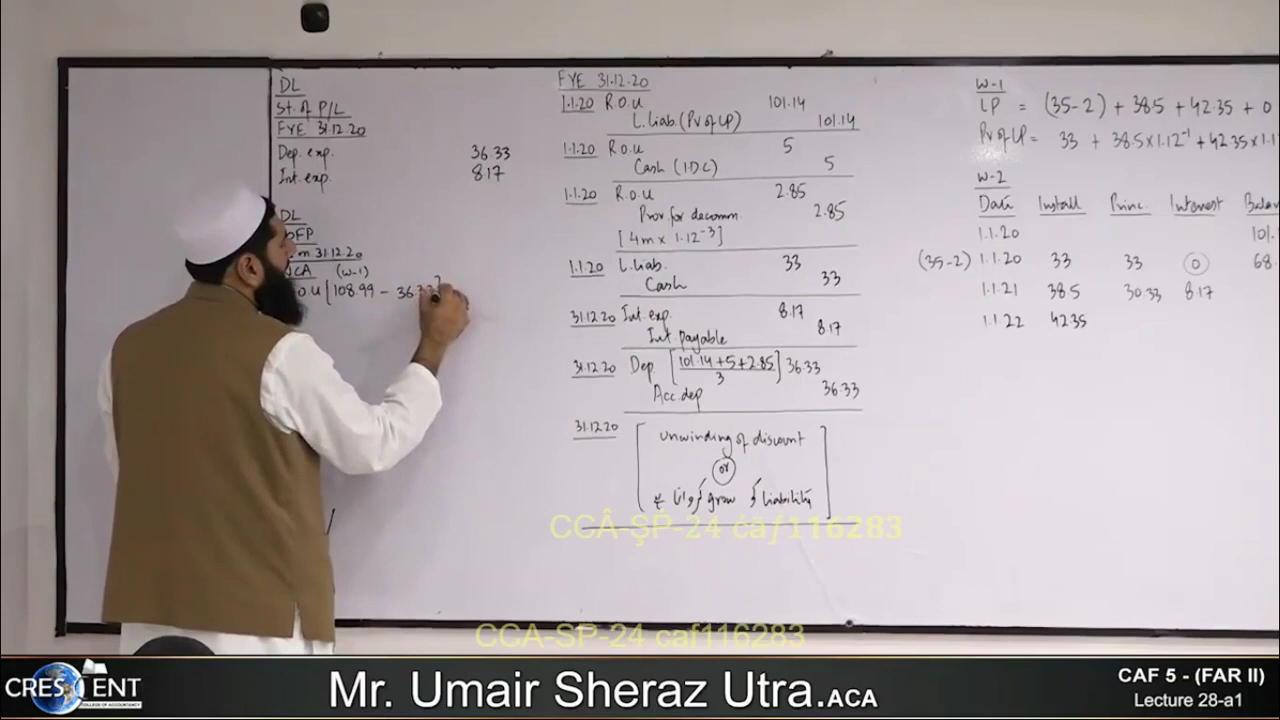 DL
St. of P/L
FYE 31.12.20
Dep. exp. 36.33
Int. exp. 8.17
DL
31.12.20
(W-1)
[108.99 - 36.33]
FYE 31.12.20
1.1.20 R.O.U 101.14
L.liab. (PV of LP) 101.14
1.1.20 R.O.U 5
Cash (IDC) 5
1.1.20 R.O.U 2.85
Prov. for decomm. 2.85
[4m x 1.12⁻³]
1.1.20 L.liab. 33
Cash 33
31.12.20 Int. exp. 8.17
Int. payable 8.17
31.12.20 Dep [101.14 + 5 + 2.85
3] 36.33
Acc. dep 36.33
31.12.20
unwinding of discount
or
liability کو grow کروانا ہے
W-1
LP = (35-2) + 38.5 + 42.35 + 0
PV of LP = 33 + 38.5 x 1.12⁻¹ + 42.35 x 1.1
W-2
Date Install Princ. Interest
1.1.20 101.
(35-2) 1.1.20 33 33 0 68.
1.1.21 38.5 30.33 8.17
1.1.22 42.35
CCA-SP-24 caf116283
CCA-SP-24 caf116283
CRESCENT
COLLEGE OF ACCOUNTANCY
Mr. Umair Sheraz Utra.ACA
CAF 5 - (FAR II)
Lecture 28-a1